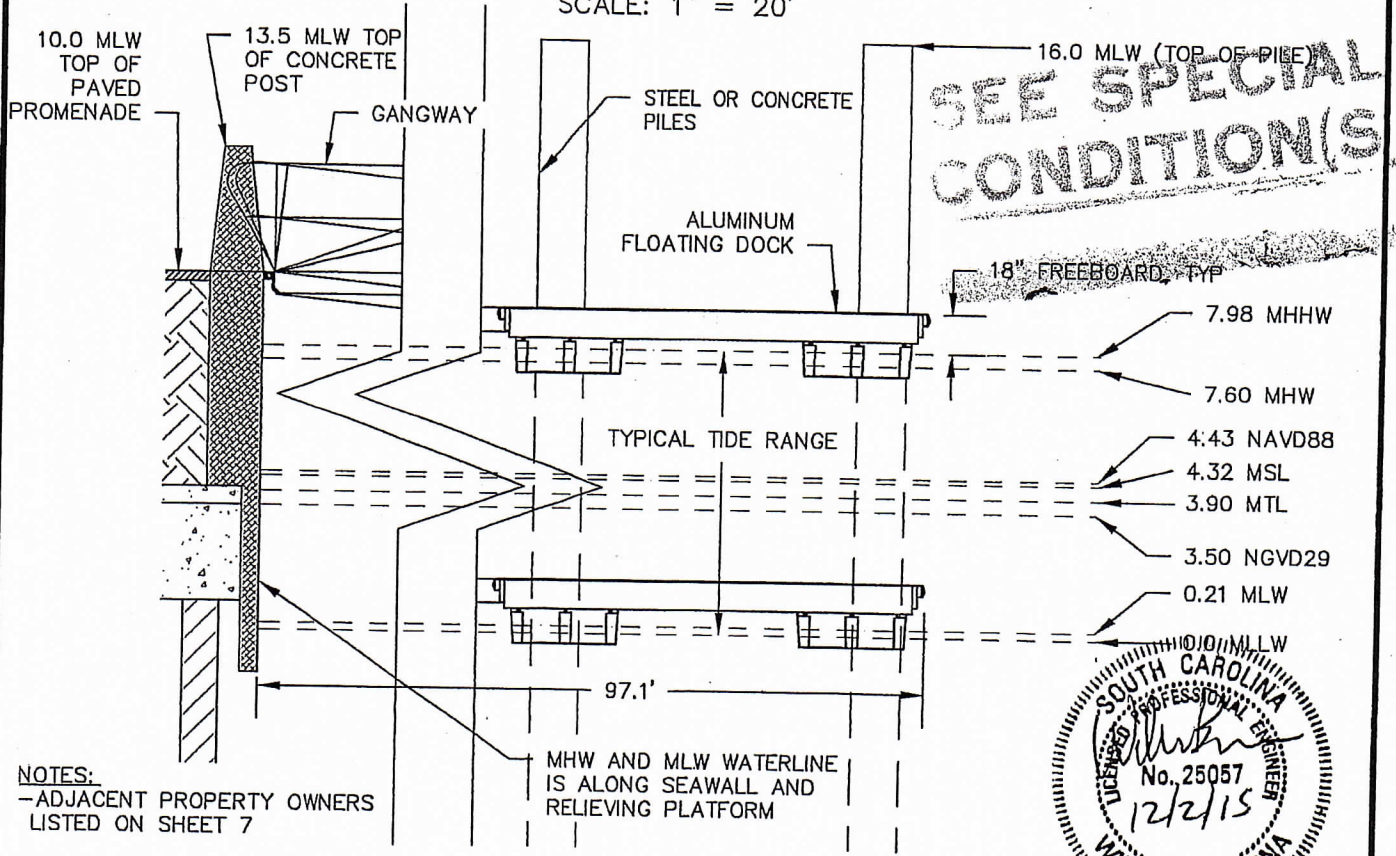 SCALE: 1" = 20'
10.0 MLW
TOP OF
PAVED
PROMENADE
13.5 MLW TOP
OF CONCRETE
POST
GANGWAY
STEEL OR CONCRETE
PILES
16.0 MLW (TOP OF PILE)
SEE SPECIAL
CONDITION(S
ALUMINUM
FLOATING DOCK
18" FREEBOARD, TYP
7.98 MHHW
7.60 MHW
TYPICAL TIDE RANGE
4.43 NAVD88
4.32 MSL
3.90 MTL
3.50 NGVD29
0.21 MLW
0.0 MLLW
97.1'
MHW AND MLW WATERLINE
IS ALONG SEAWALL AND
RELIEVING PLATFORM
NOTES:
-ADJACENT PROPERTY OWNERS
LISTED ON SHEET 7
SOUTH CAROLINA
LICENSED PROFESSIONAL ENGINEER
No. 25057
12/2/15